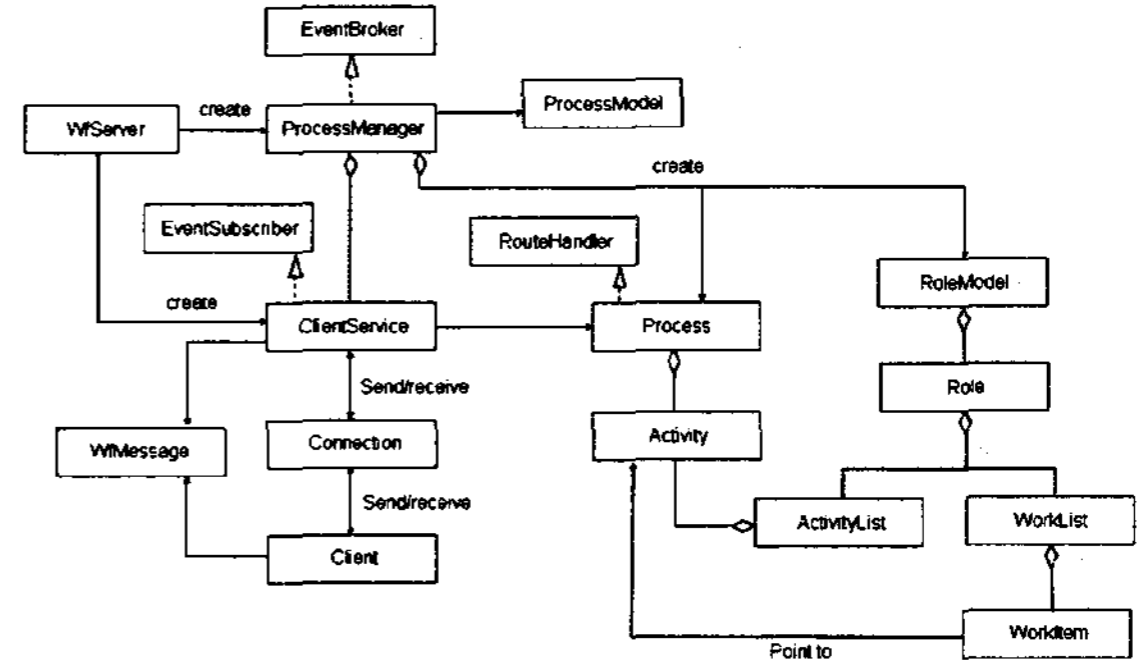 EventBroker
ProcessModel
create
WfServer
ProcessManager
create
EventSubscriber
RouteHandler
RoleModel
create
ClientService
Process
Role
Send/receive
Activity
Connection
WfMessage
Send/receive
ActivityList
WorkList
Client
WorkItem
Point to